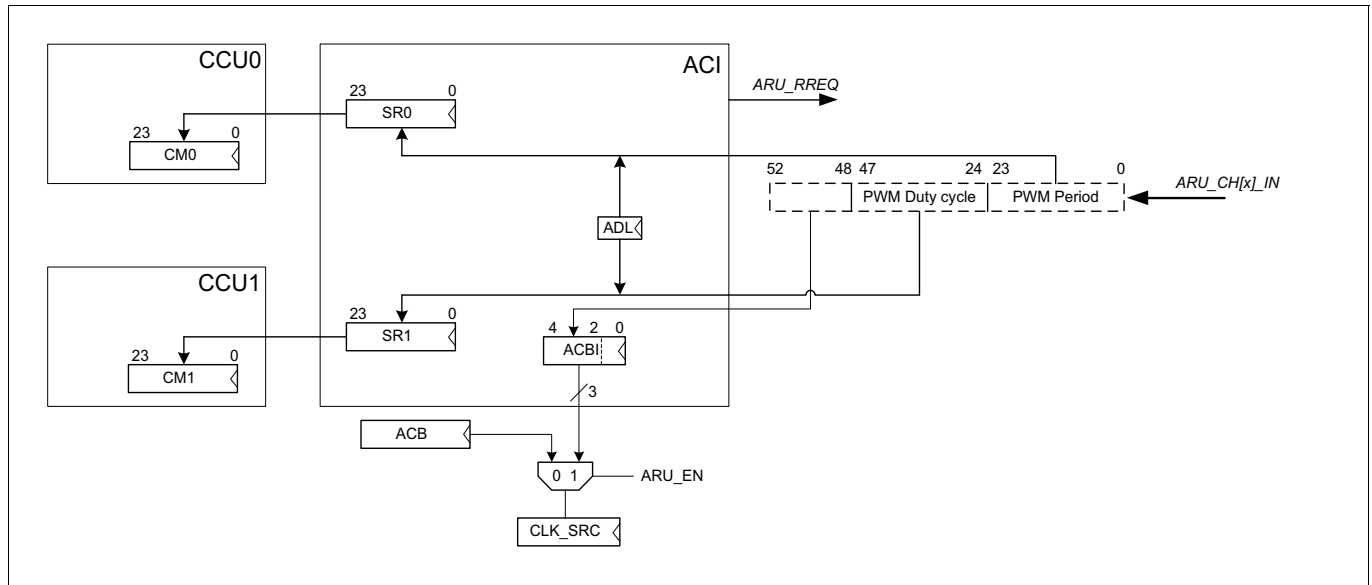 CCU0
ACI
ARU_RREQ
23 0
SR0
23 0
CM0
52 48 47 24 23 0
ARU_CH[x]_IN
PWM Duty cycle PWM Period
ADL
CCU1
23 0
SR1
4 2 0
ACBI
23 0
CM1
3
ACB
0 1
ARU_EN
CLK_SRC